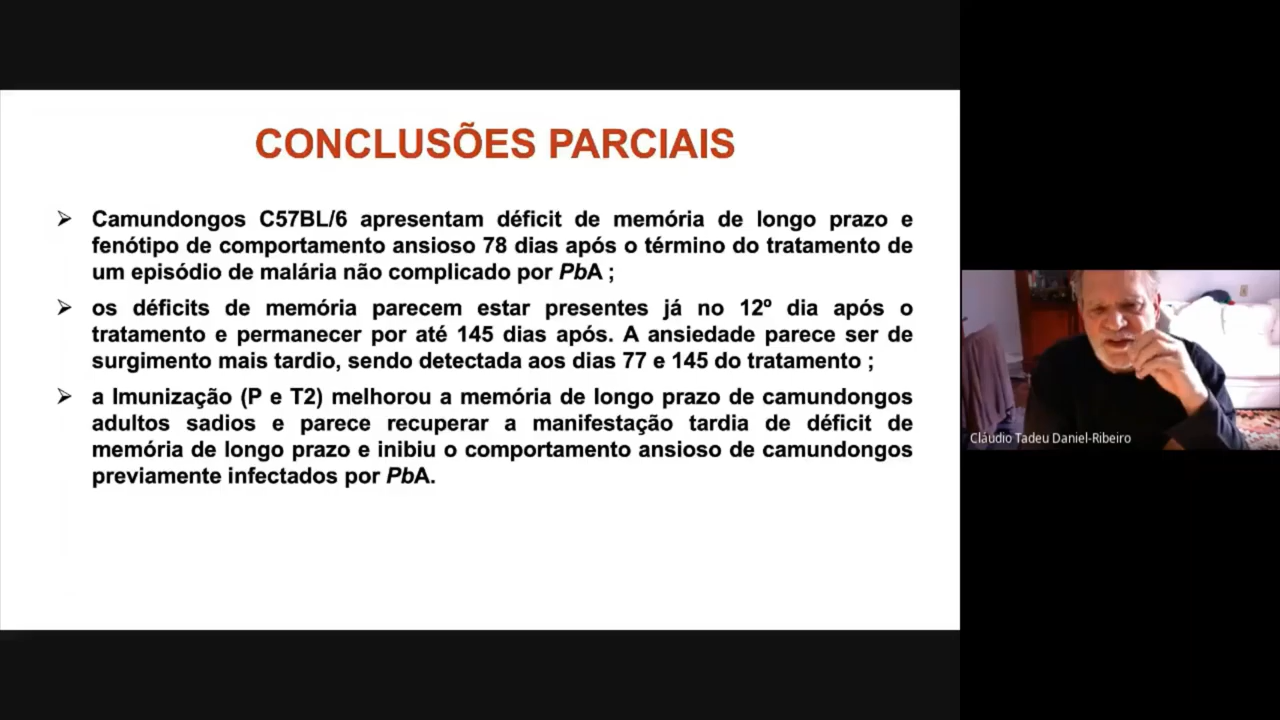 CONCLUSÕES PARCIAIS
➢ Camundongos C57BL/6 apresentam déficit de memória de longo prazo e
fenótipo de comportamento ansioso 78 dias após o término do tratamento de
um episódio de malária não complicado por PbA ;
➢ os déficits de memória parecem estar presentes já no 12º dia após o
tratamento e permanecer por até 145 dias após. A ansiedade parece ser de
surgimento mais tardio, sendo detectada aos dias 77 e 145 do tratamento ;
➢ a Imunização (P e T2) melhorou a memória de longo prazo de camundongos
adultos sadios e parece recuperar a manifestação tardia de déficit de
memória de longo prazo e inibiu o comportamento ansioso de camundongos
previamente infectados por PbA.
Cláudio Tadeu Daniel-Ribeiro